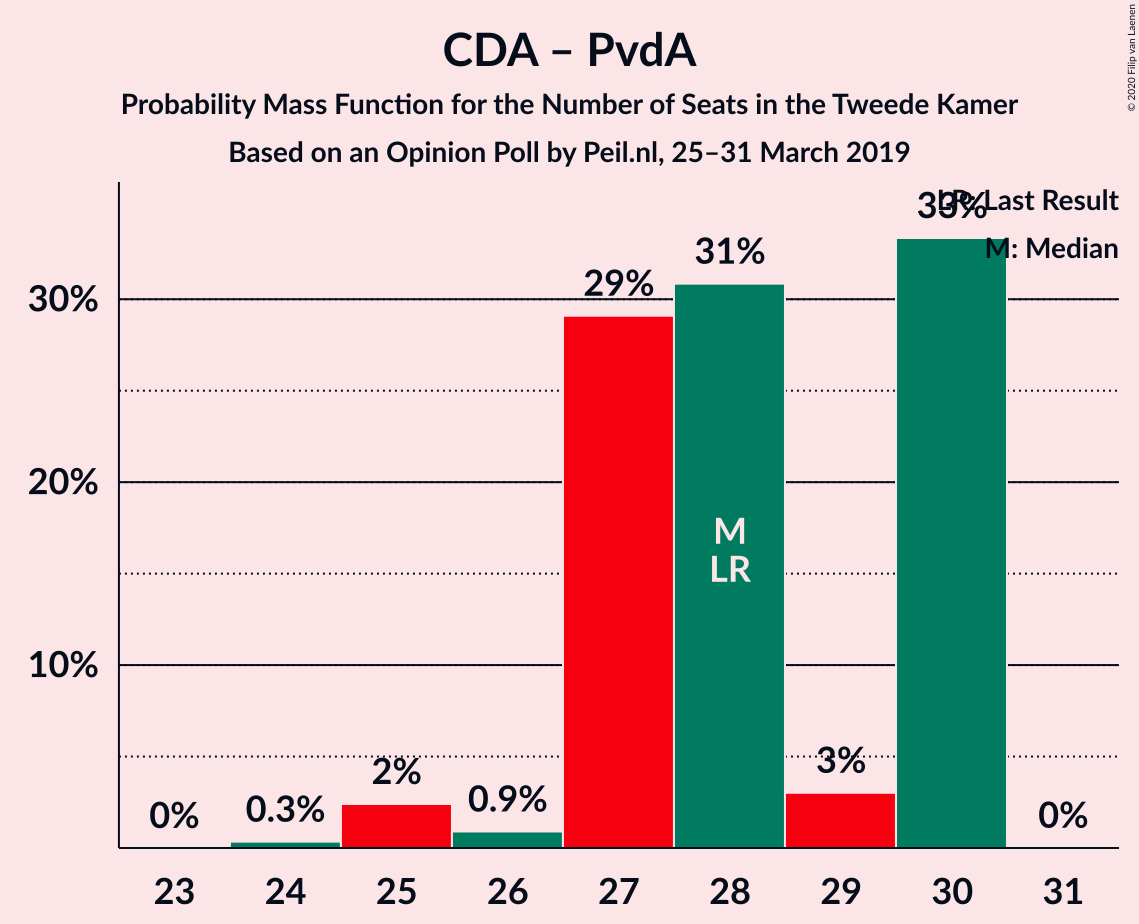 CDA – PvdA
Probability Mass Function for the Number of Seats in the Tweede Kamer
Based on an Opinion Poll by Peil.nl, 25–31 March 2019
© 2020 Filip van Laenen
LR: Last Result
M: Median
30%
20%
10%
0%
0.3%
2%
0.9%
29%
31%
3%
33%
0%
M
LR
23
24
25
26
27
28
29
30
31